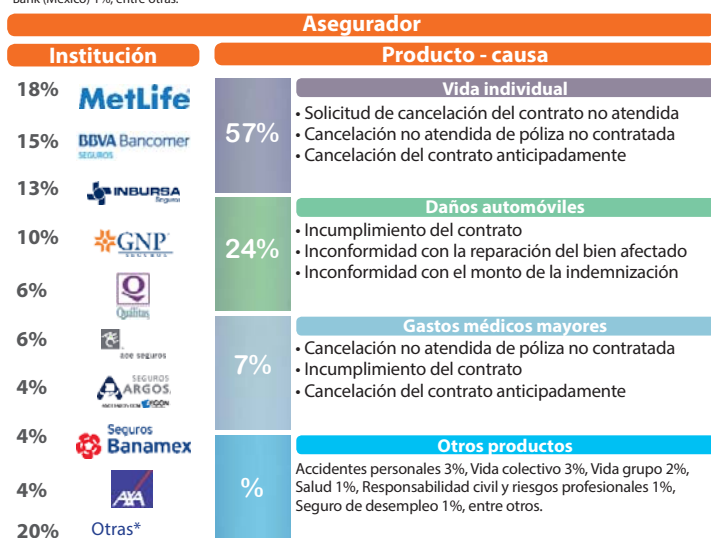 Bank (México) 1%, entre otras.
Asegurador
Institución
Producto - causa
18%
MetLife
15%
BBVA Bancomer
SEGUROS
13%
INBURSA
Seguros
10%
GNP
SEGUROS
6%
Q
Quálitas
6%
ace seguros
4%
SEGUROS
ARGOS
4%
Seguros
Banamex
4%
AXA
20%
Otras*
57%
Vida individual
• Solicitud de cancelación del contrato no atendida
• Cancelación no atendida de póliza no contratada
• Cancelación del contrato anticipadamente
24%
Daños automóviles
• Incumplimiento del contrato
• Inconformidad con la reparación del bien afectado
• Inconformidad con el monto de la indemnización
7%
Gastos médicos mayores
• Cancelación no atendida de póliza no contratada
• Incumplimiento del contrato
• Cancelación del contrato anticipadamente
%
Otros productos
Accidentes personales 3%, Vida colectivo 3%, Vida grupo 2%,
Salud 1%, Responsabilidad civil y riesgos profesionales 1%,
Seguro de desempleo 1%, entre otros.